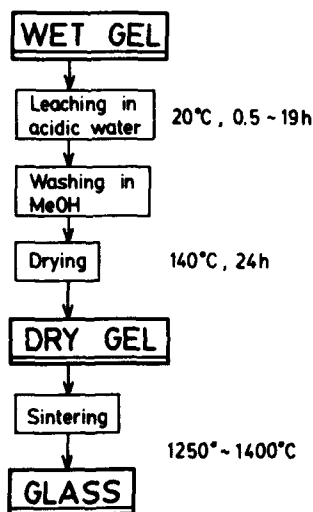 WET GEL
Leaching in
acidic water
20°C, 0.5 ~ 19h
Washing in
MeOH
Drying
140°C, 24h
DRY GEL
Sintering
1250° ~ 1400°C
GLASS